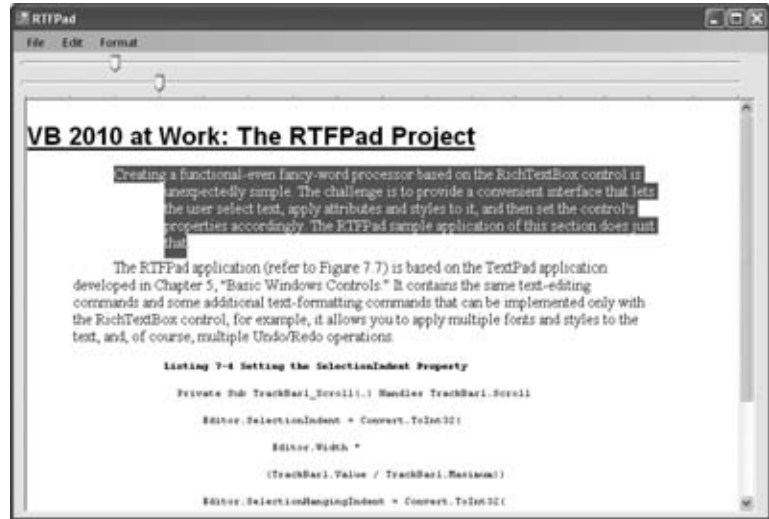 RTFPad
File Edit Format
VB 2010 at Work: The RTFPad Project
Creating a functional-even fancy-word processor based on the RichTextBox control is
unexpectedly simple. The challenge is to provide a convenient interface that lets
the user select text, apply attributes and styles to it, and then set the control's
properties accordingly. The RTFPad sample application of this section does just
that
The RTFPad application (refer to Figure 7.7) is based on the TextPad application
developed in Chapter 5, "Basic Windows Controls." It contains the same text-editing
commands and some additional text-formatting commands that can be implemented only with
the RichTextBox control, for example, it allows you to apply multiple fonts and styles to the
text, and, of course, multiple Undo/Redo operations.
Listing 7-4 Setting the SelectionIndent Property
Private Sub TrackBar1_Scroll(.) Handles TrackBar1.Scroll
Editor.SelectionIndent = Convert.ToInt32(
Editor.Width *
(TrackBar1.Value / TrackBar1.Maximum))
Editor.SelectionHangingIndent = Convert.ToInt32(